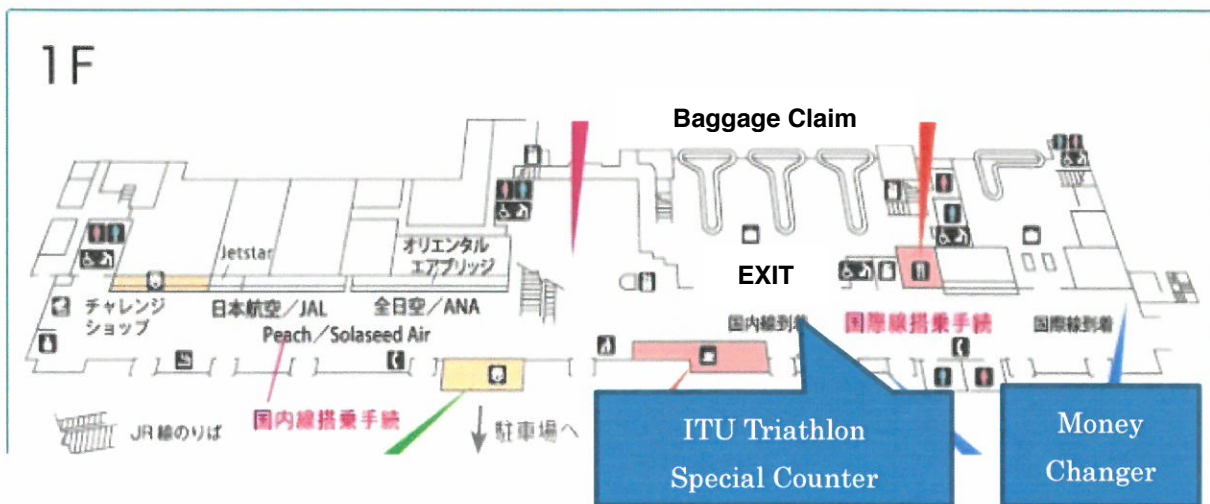 1F
Baggage Claim
Jetstar
オリエンタル
エアブリッジ
EXIT
チャレンジ
ショップ
日本航空／JAL
全日空／ANA
Peach／Solaseed Air
国内線到着
国際線搭乗手続
国際線到着
JR線のりば
国内線搭乗手続
駐車場へ
ITU Triathlon
Special Counter
Money
Changer